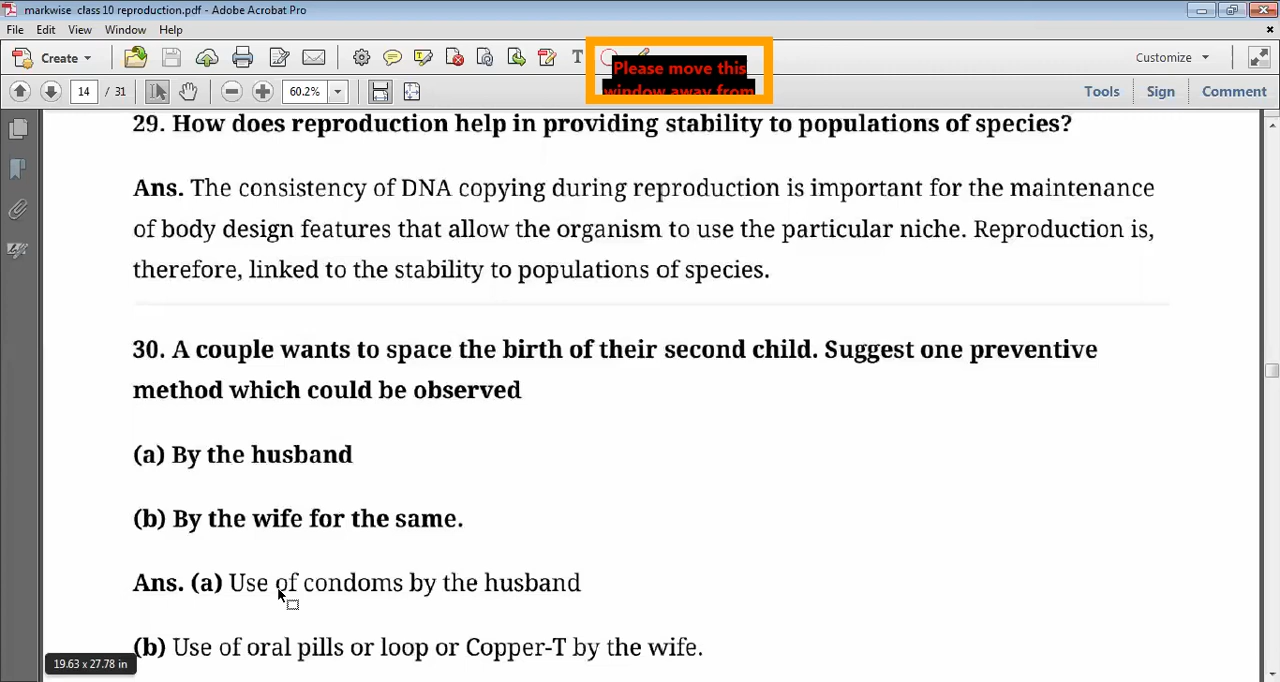 markwise class 10 reproduction.pdf - Adobe Acrobat Pro
File Edit View Window Help
Create
Customize
Please move this
window away from
14 / 31
60.2%
Tools Sign Comment
29. How does reproduction help in providing stability to populations of species?
Ans. The consistency of DNA copying during reproduction is important for the maintenance
of body design features that allow the organism to use the particular niche. Reproduction is,
therefore, linked to the stability to populations of species.
30. A couple wants to space the birth of their second child. Suggest one preventive
method which could be observed
(a) By the husband
(b) By the wife for the same.
Ans. (a) Use of condoms by the husband
(b) Use of oral pills or loop or Copper-T by the wife.
19.63 x 27.78 in